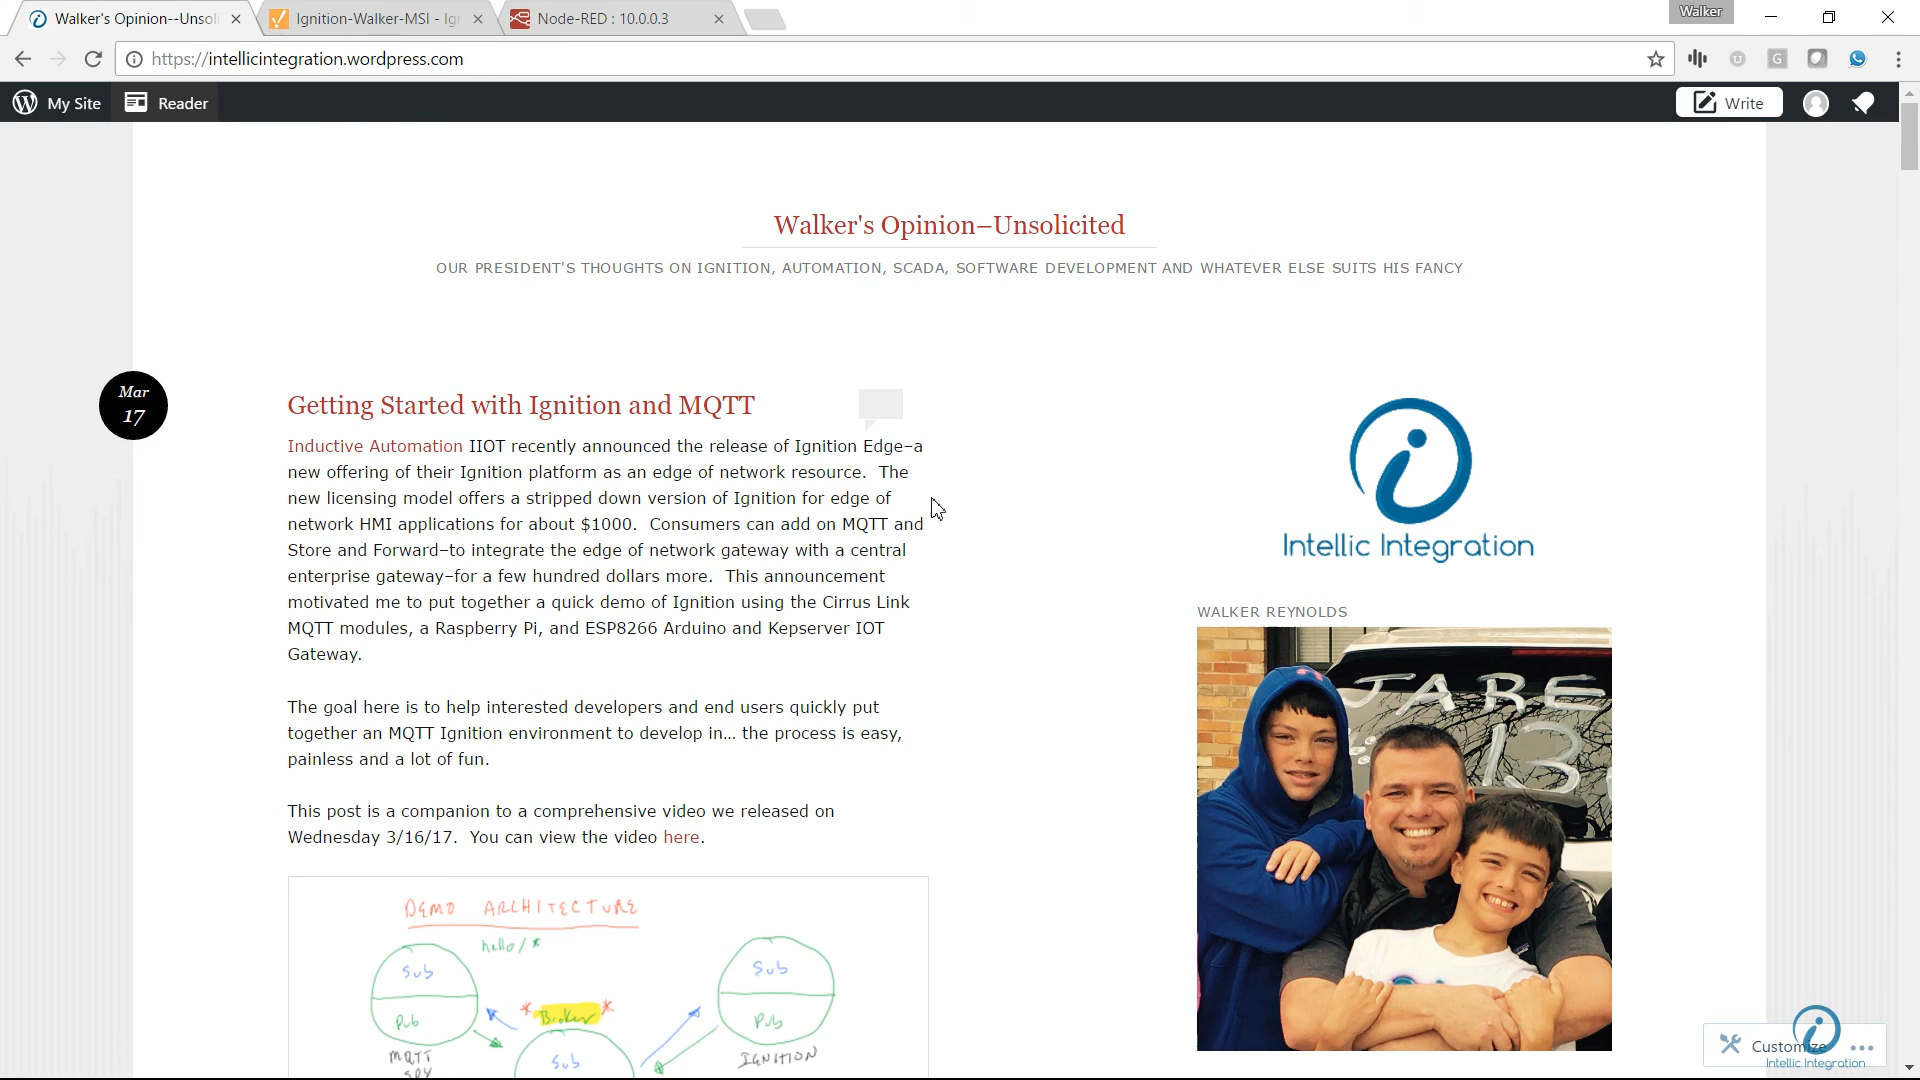 Walker's Opinion--Unsoli
Ignition-Walker-MSI - Ig
Node-RED : 10.0.0.3
Walker
https://intellicintegration.wordpress.com
My Site
Reader
Write
Walker's Opinion–Unsolicited
OUR PRESIDENT'S THOUGHTS ON IGNITION, AUTOMATION, SCADA, SOFTWARE DEVELOPMENT AND WHATEVER ELSE SUITS HIS FANCY
Mar
17
Getting Started with Ignition and MQTT
Inductive Automation IIOT recently announced the release of Ignition Edge–a
new offering of their Ignition platform as an edge of network resource. The
new licensing model offers a stripped down version of Ignition for edge of
network HMI applications for about $1000. Consumers can add on MQTT and
Store and Forward–to integrate the edge of network gateway with a central
enterprise gateway–for a few hundred dollars more. This announcement
motivated me to put together a quick demo of Ignition using the Cirrus Link
MQTT modules, a Raspberry Pi, and ESP8266 Arduino and Kepserver IOT
Gateway.
The goal here is to help interested developers and end users quickly put
together an MQTT Ignition environment to develop in… the process is easy,
painless and a lot of fun.
This post is a companion to a comprehensive video we released on
Wednesday 3/16/17. You can view the video here.
DEMO ARCHITECTURE
hello/*
Sub
Pub
MQTT
SPY
* Broker *
Sub
Sub
Pub
IGNITION
Intellic Integration
WALKER REYNOLDS
JARE
13
Customize
Intellic Integration